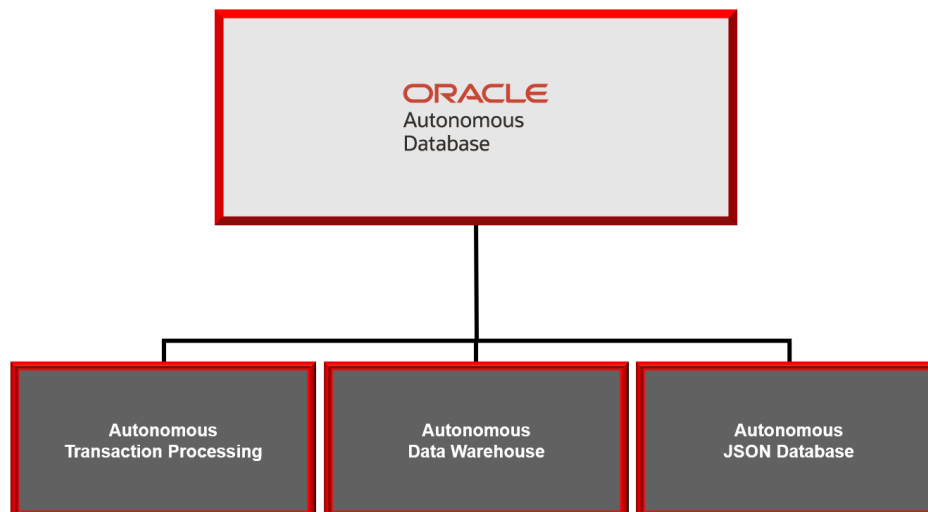 ORACLE
Autonomous
Database
Autonomous
Transaction Processing
Autonomous
Data Warehouse
Autonomous
JSON Database